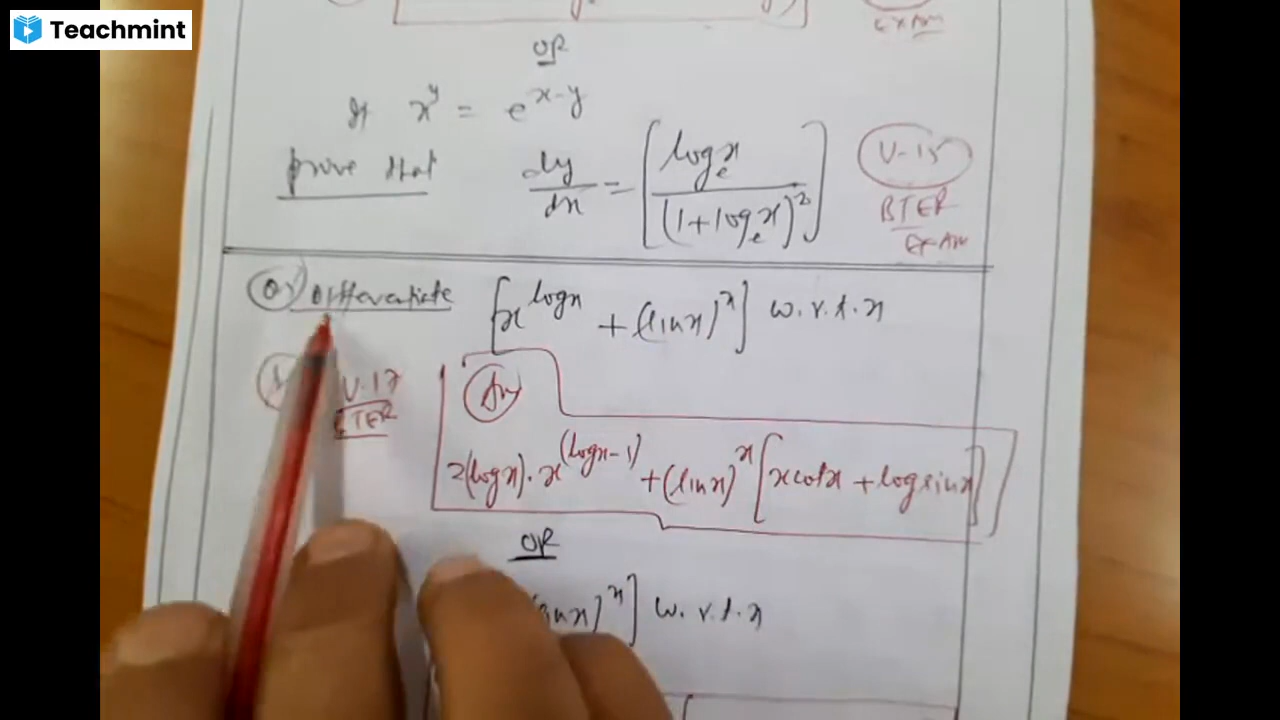 Teachmint
EXAM
OR
If x^y = e^{x-y}
prove that dy/dx = [log_e x / (1+log_e x)^2]
V-15
BTER
EXAM
Differentiate [x^{log x} + (sin x)^x] w.r.t. x
V.17
BTER
Ans
2(log x) · x^{(log x - 1)} + (sin x)^x [x cot x + log sin x]
OR
sin x)^x] w.r.t. x